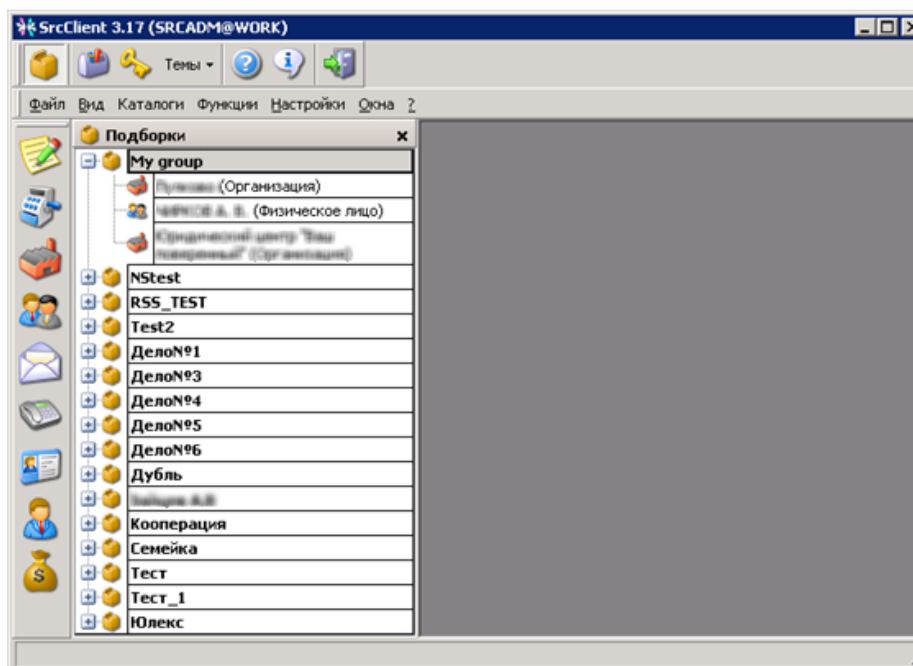 SrcClient 3.17 (SRCADM@WORK)
Темы
Файл Вид Каталоги Функции Настройки Окна ?
Подборки
My group
(Организация)
(Физическое лицо)
NStest
RSS_TEST
Test2
Дело№1
Дело№3
Дело№4
Дело№5
Дело№6
Дубль
Кооперация
Семейка
Тест
Тест_1
Юлекс